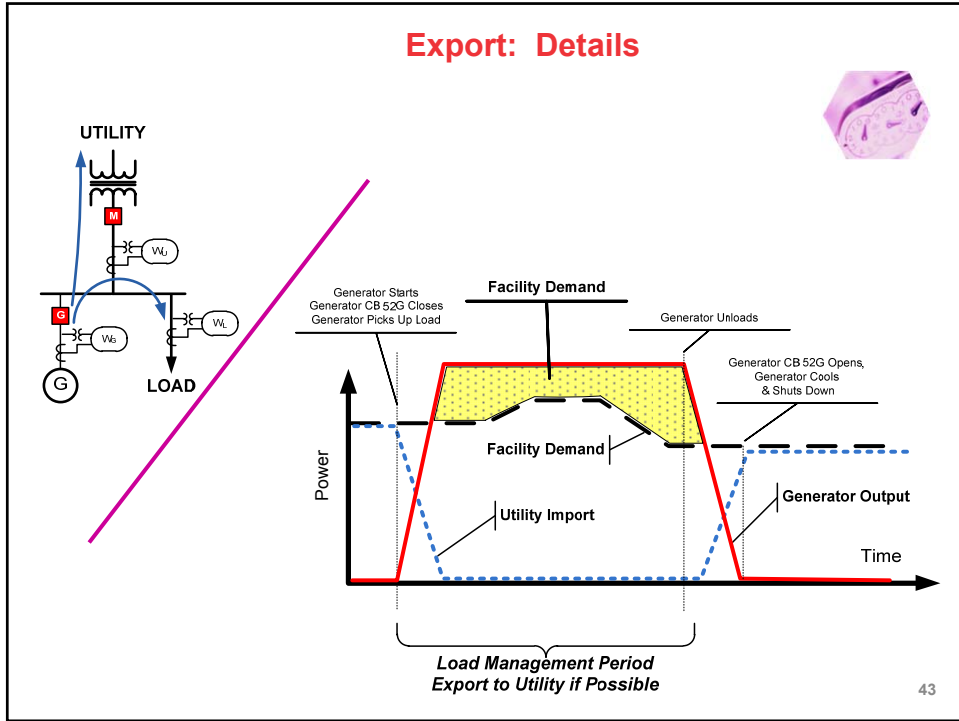 Export: Details
UTILITY
M
WU
G
WG
WL
G
LOAD
Generator Starts
Generator CB 52G Closes
Generator Picks Up Load
Facility Demand
Generator Unloads
Generator CB 52G Opens,
Generator Cools
& Shuts Down
Power
Facility Demand
Utility Import
Generator Output
Time
Load Management Period
Export to Utility if Possible
43